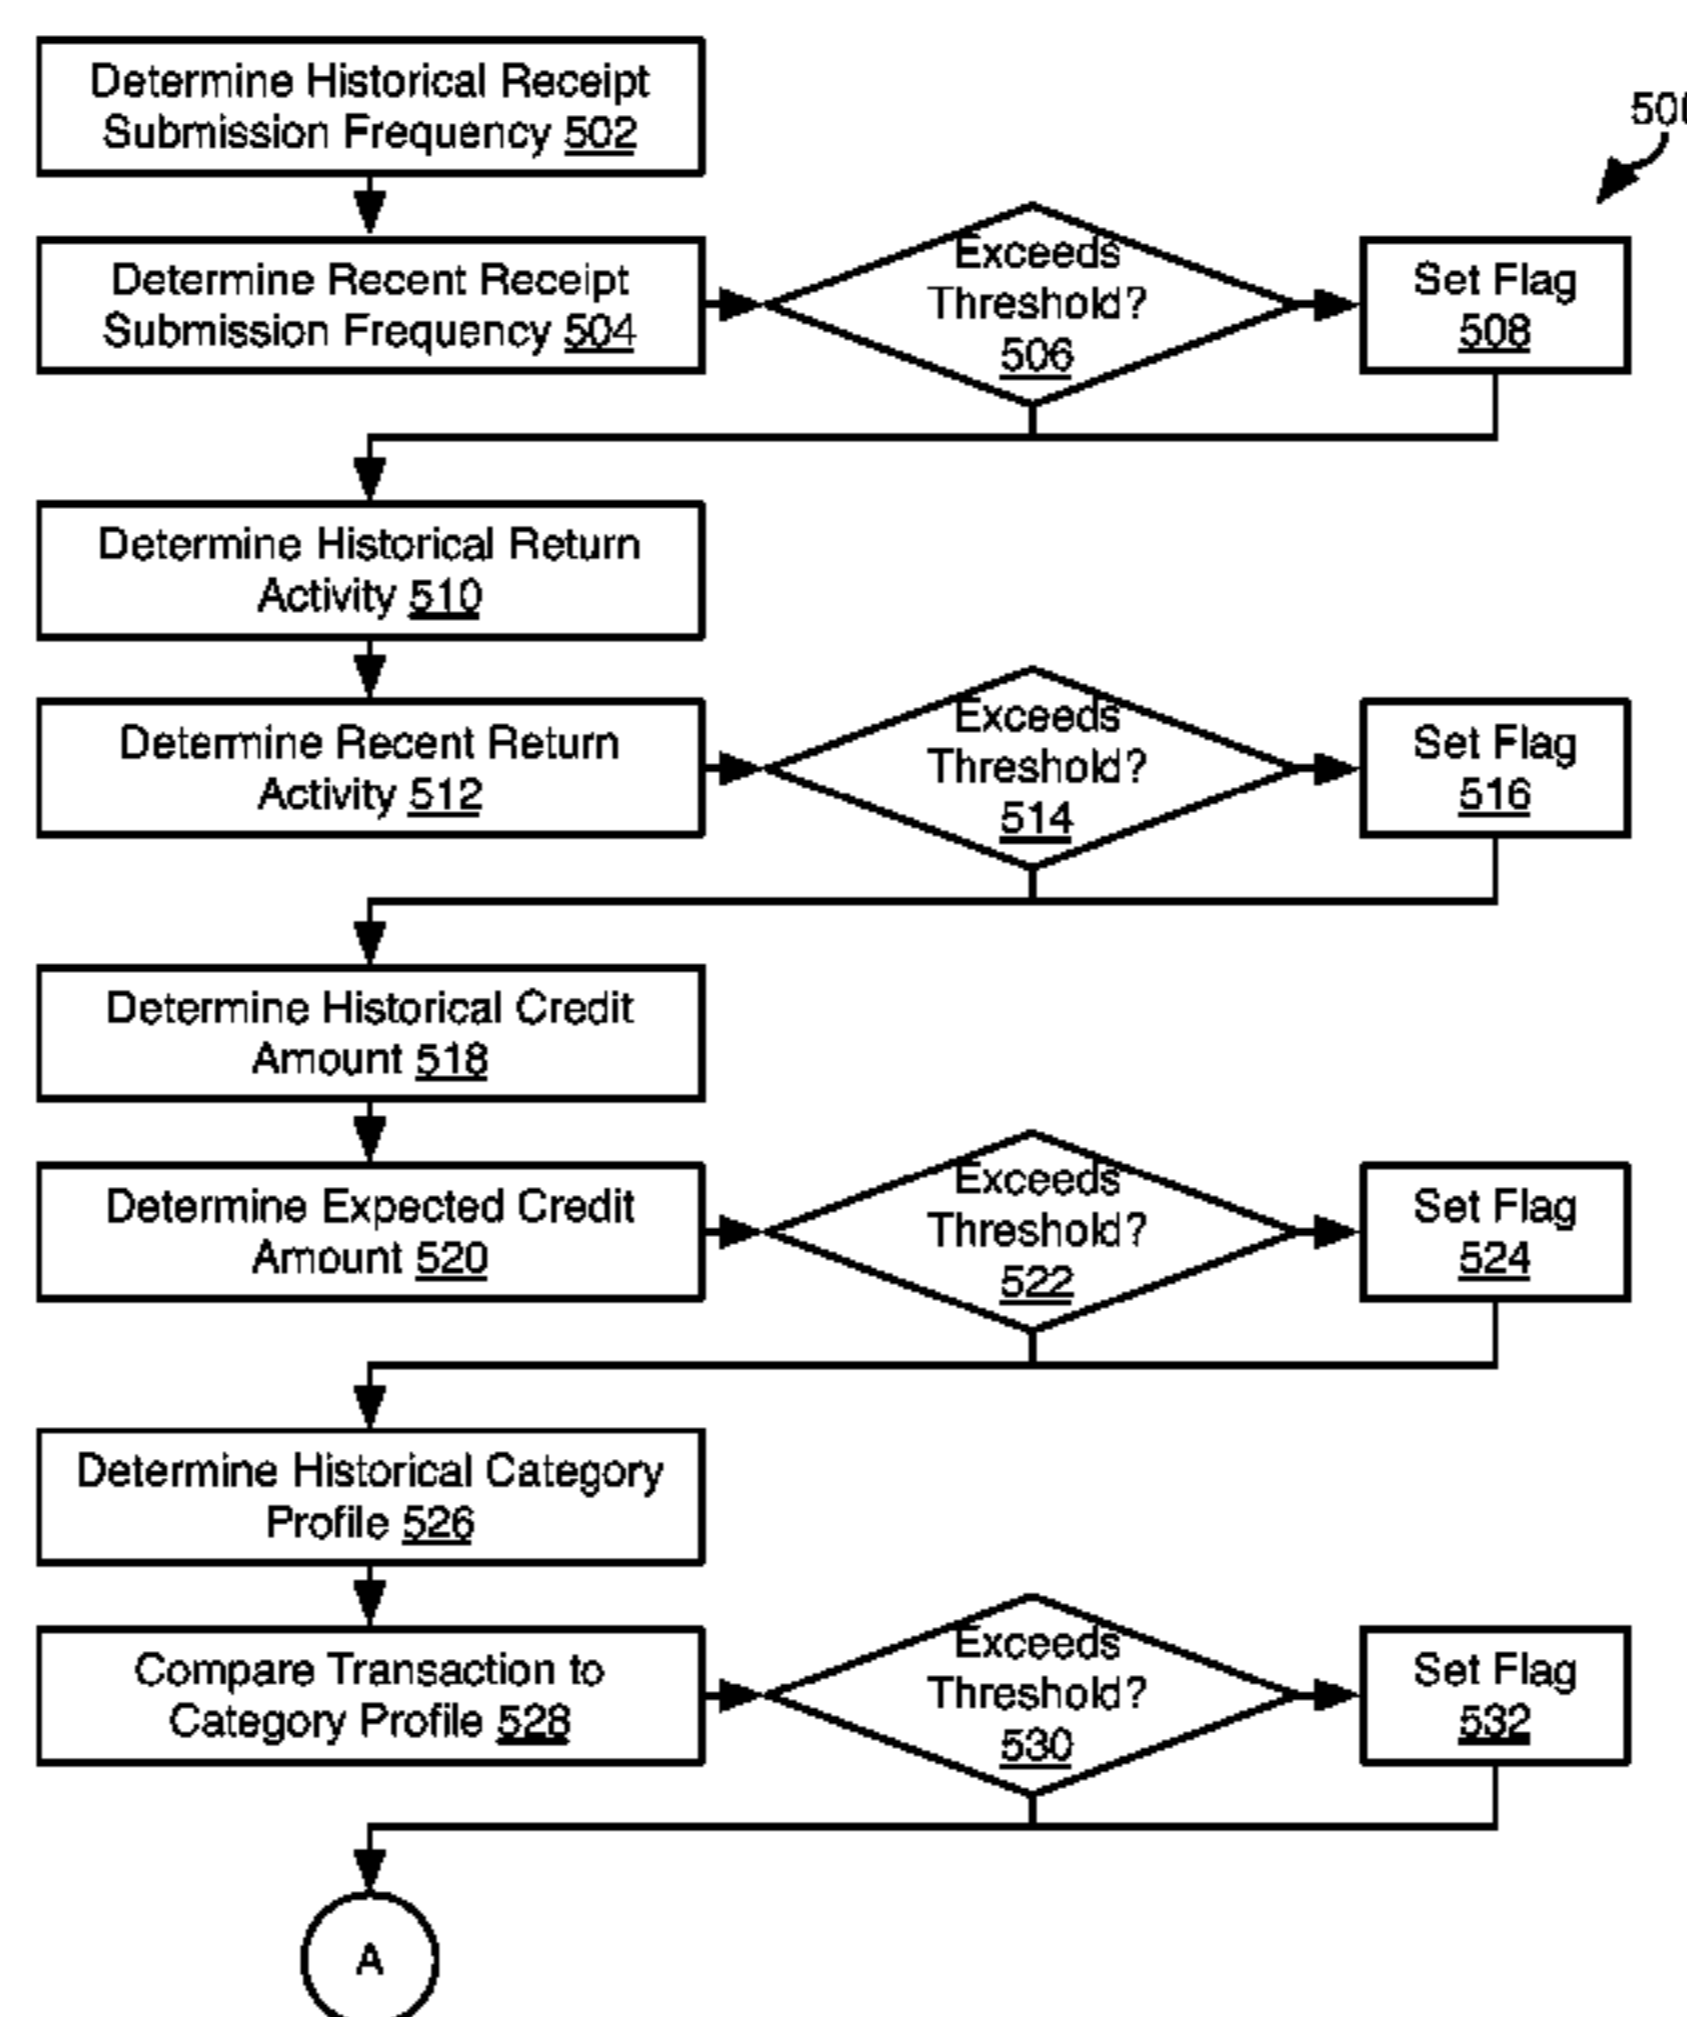 Determine Historical Receipt
Submission Frequency 502
500
Determine Recent Receipt
Submission Frequency 504
Exceeds
Threshold?
506
Set Flag
508
Determine Historical Return
Activity 510
Determine Recent Return
Activity 512
Exceeds
Threshold?
514
Set Flag
516
Determine Historical Credit
Amount 518
Determine Expected Credit
Amount 520
Exceeds
Threshold?
522
Set Flag
524
Determine Historical Category
Profile 526
Compare Transaction to
Category Profile 528
Exceeds
Threshold?
530
Set Flag
532
A